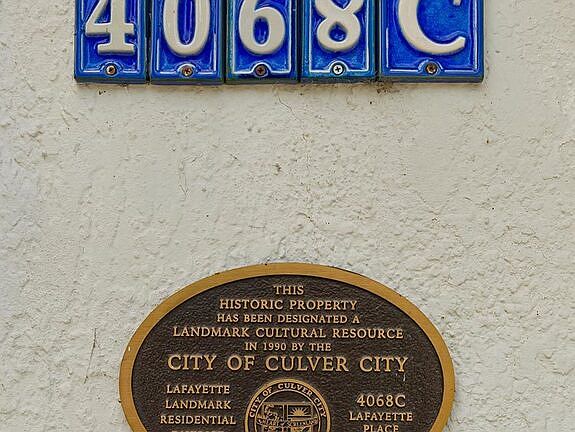 4068C
THIS
HISTORIC PROPERTY
HAS BEEN DESIGNATED A
LANDMARK CULTURAL RESOURCE
IN 1990 BY THE
CITY OF CULVER CITY
LAFAYETTE
LANDMARK
RESIDENTIAL
CITY OF CULVER CITY
4068C
LAFAYETTE
PLACE